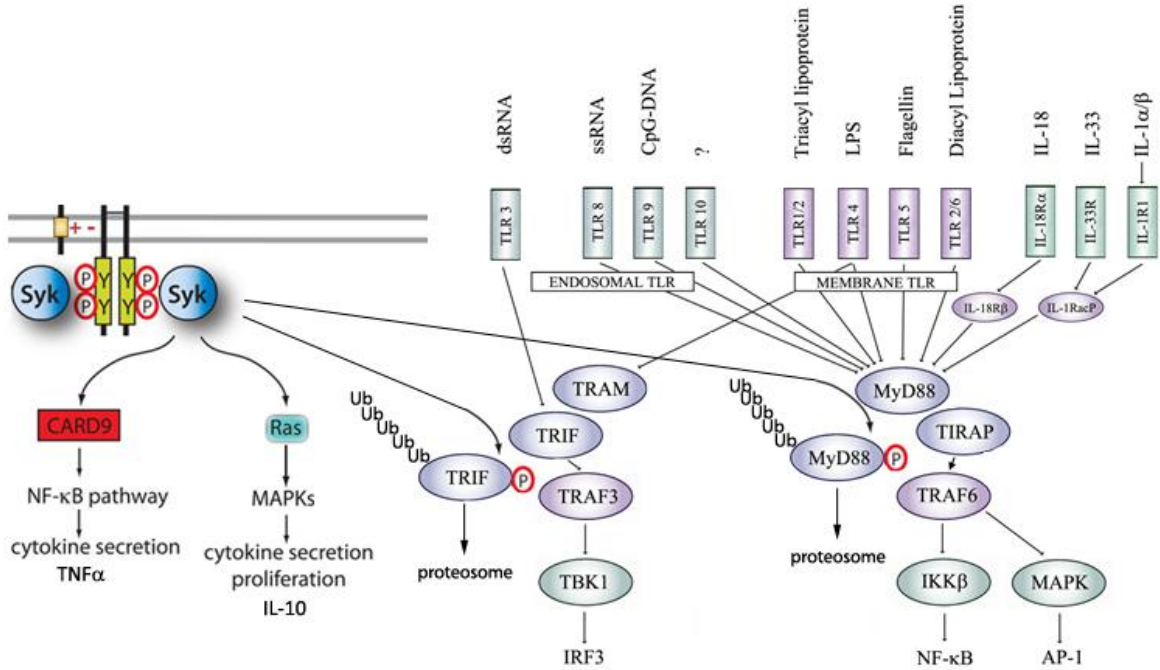 dsRNA
ssRNA
CpG-DNA
?
Triacyl lipoprotein
LPS
Flagellin
Diacyl Lipoprotein
IL-18
IL-33
IL-1α/β
TLR 3
TLR 8
TLR 9
TLR 10
TLR1/2
TLR 4
TLR 5
TLR 2/6
IL-18Rα
IL-33R
IL-1R1
+ -
ENDOSOMAL TLR
MEMBRANE TLR
Syk
P
P
Y
Y
Y
Y
P
P
Syk
IL-18Rβ
IL-1RacP
TRAM
MyD88
CARD9
Ras
Ub
Ub
Ub
Ub
Ub
TRIF
Ub
Ub
Ub
Ub
Ub
TIRAP
TRIF
P
MyD88
P
NF-κB pathway
MAPKs
TRAF3
TRAF6
cytokine secretion
TNFα
cytokine secretion
proliferation
IL-10
proteosome
proteosome
TBK1
IKKβ
MAPK
IRF3
NF-κB
AP-1